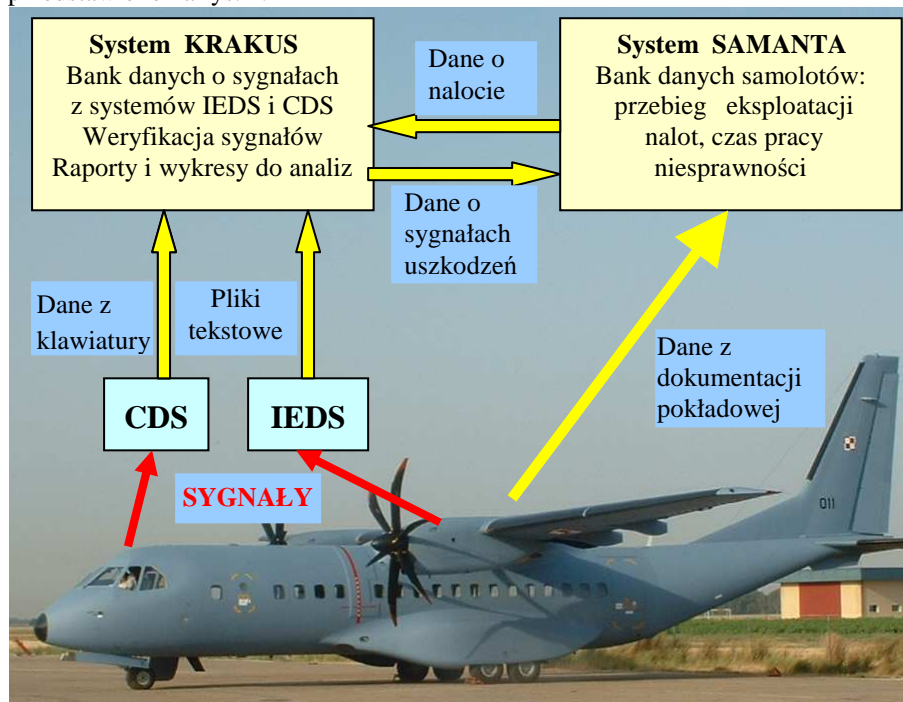 System KRAKUS
Bank danych o sygnałach
z systemów IEDS i CDS
Weryfikacja sygnałów
Raporty i wykresy do analiz
Dane o
nalocie
System SAMANTA
Bank danych samolotów:
przebieg eksploatacji
nalot, czas pracy
niesprawności
Dane o
sygnałach
uszkodzeń
Dane z
klawiatury
Pliki
tekstowe
Dane z
dokumentacji
pokładowej
CDS
IEDS
SYGNAŁY
011